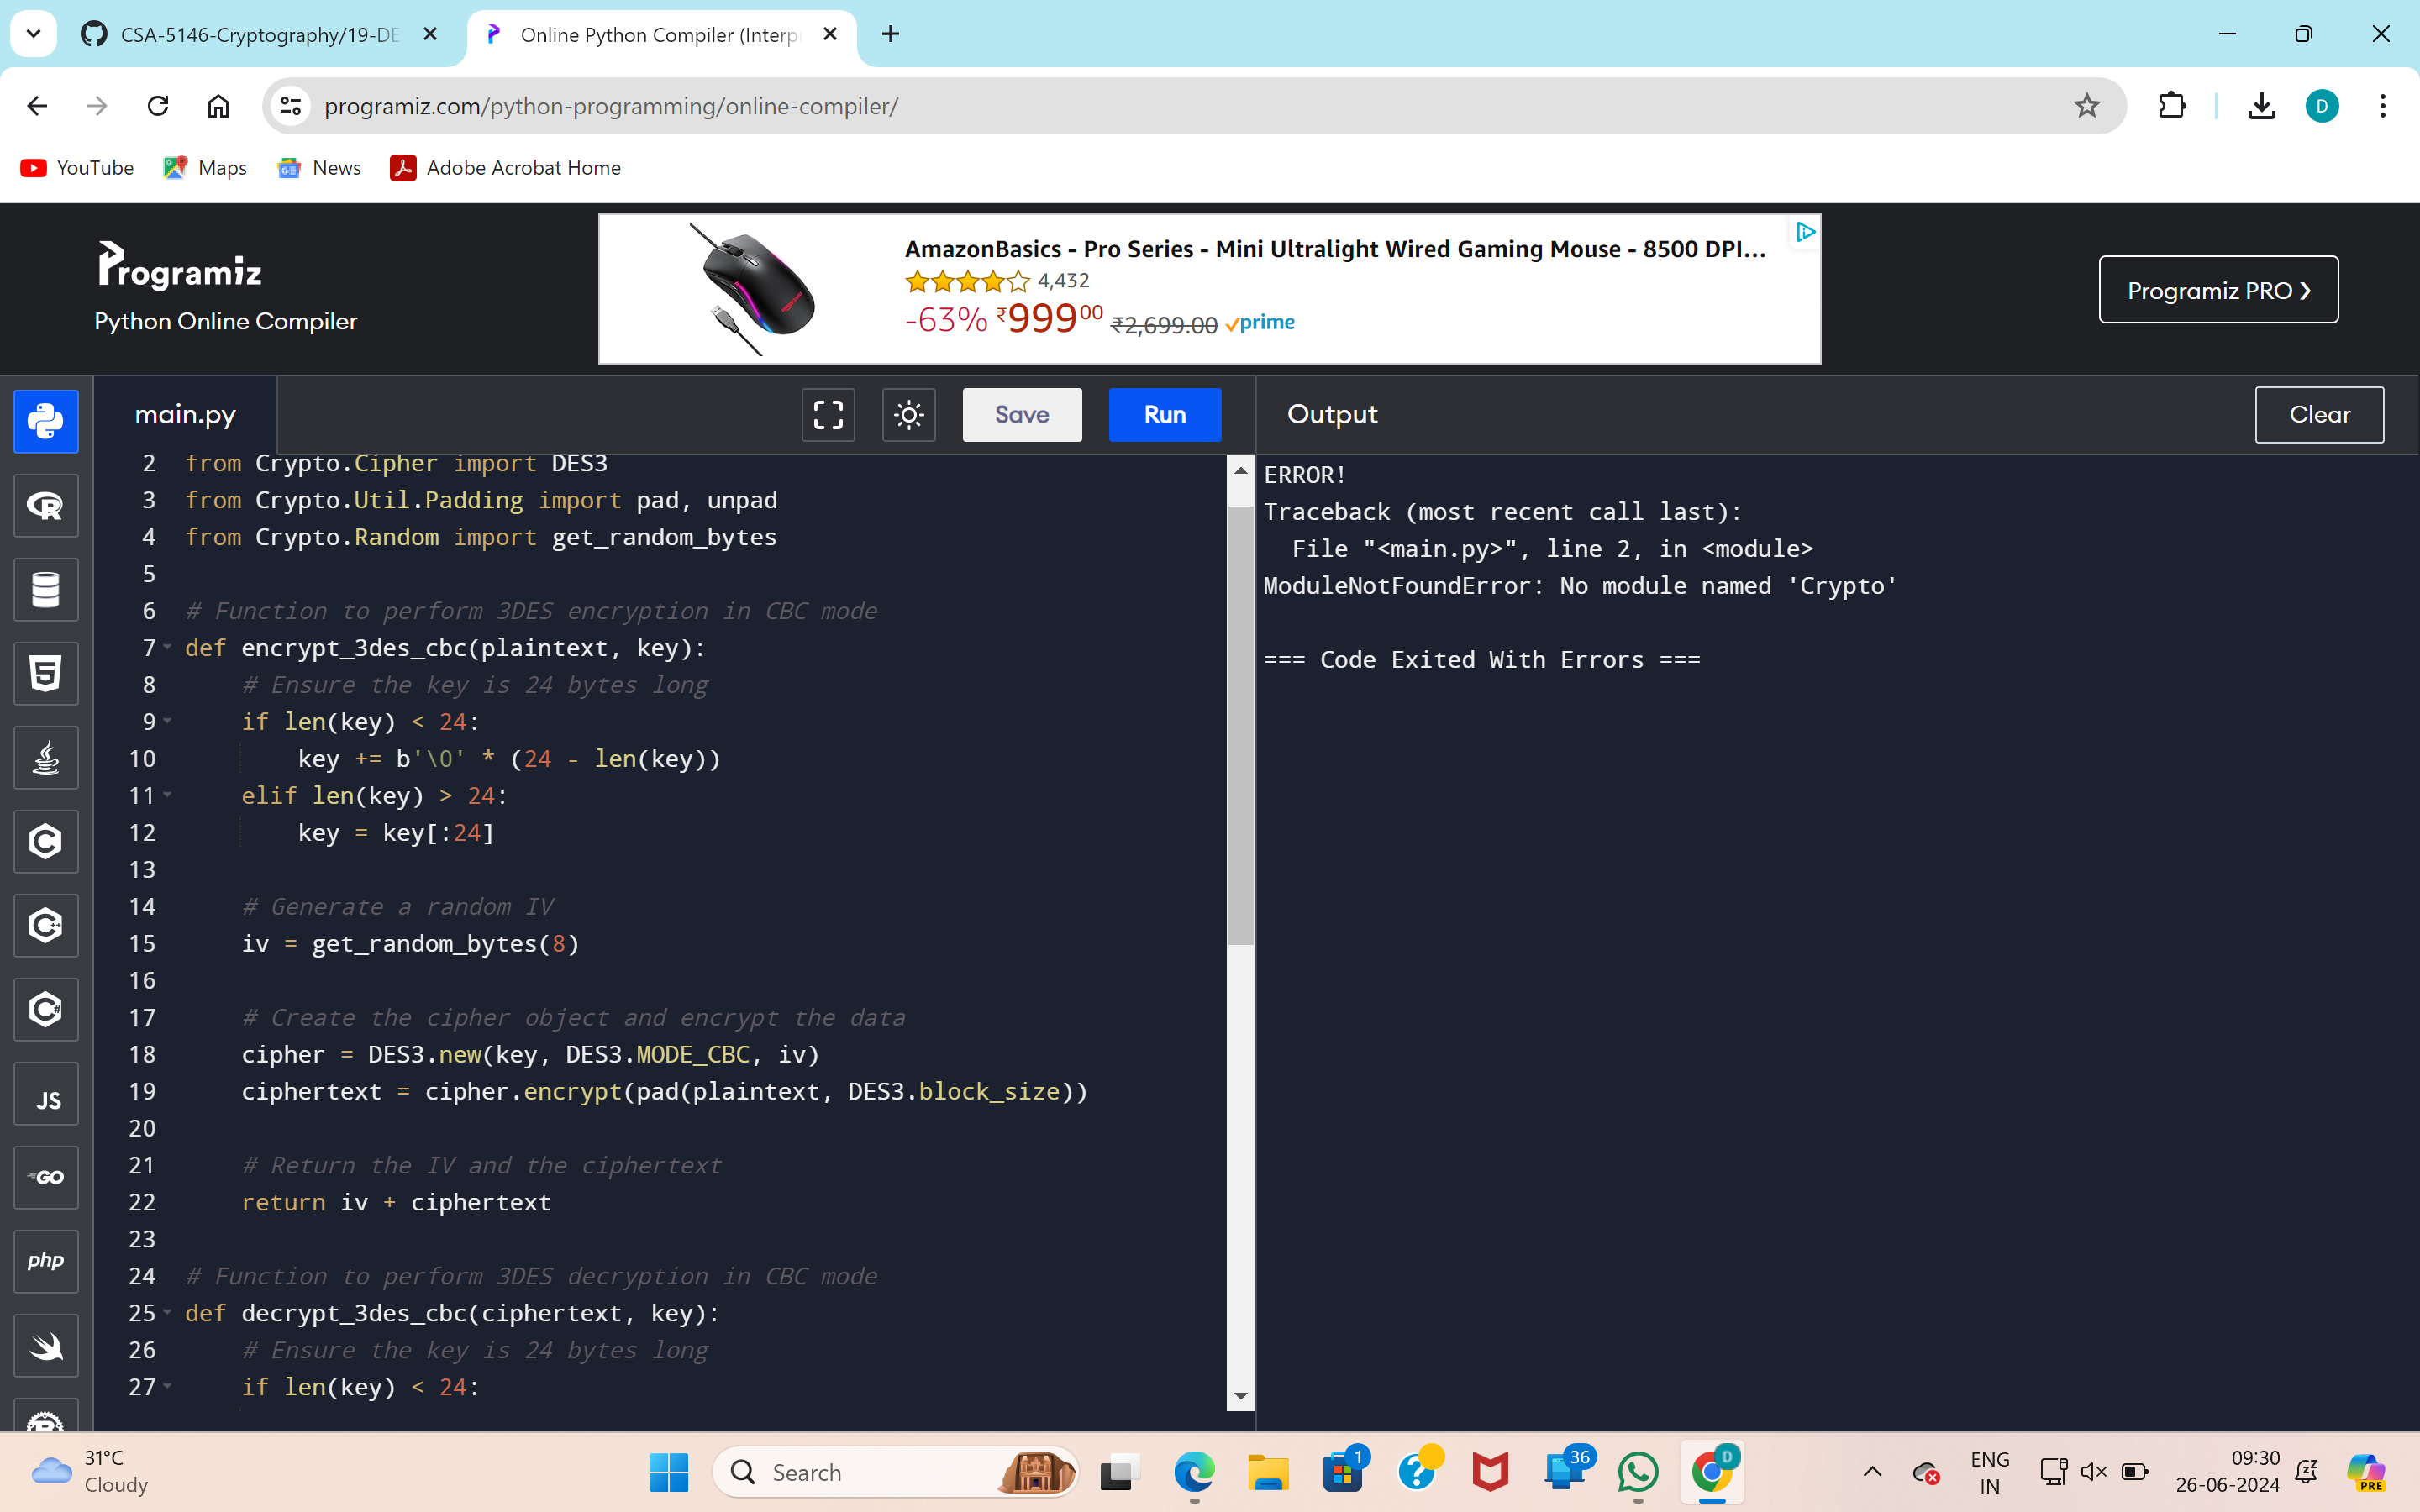 CSA-5146-Cryptography/19-DE
Online Python Compiler (Interp
programiz.com/python-programming/online-compiler/
D
YouTube
Maps
News
Adobe Acrobat Home
Programiz
Python Online Compiler
AmazonBasics - Pro Series - Mini Ultralight Wired Gaming Mouse - 8500 DPI...
4,432
-63% ₹999.00 ₹2,699.00 prime
Programiz PRO ❯
main.py
Save
Run
Output
Clear
2 from Crypto.Cipher import DES3
3 from Crypto.Util.Padding import pad, unpad
4 from Crypto.Random import get_random_bytes
5
6 # Function to perform 3DES encryption in CBC mode
7 def encrypt_3des_cbc(plaintext, key):
8     # Ensure the key is 24 bytes long
9     if len(key) < 24:
10         key += b'\0' * (24 - len(key))
11     elif len(key) > 24:
12         key = key[:24]
13
14     # Generate a random IV
15     iv = get_random_bytes(8)
16
17     # Create the cipher object and encrypt the data
18     cipher = DES3.new(key, DES3.MODE_CBC, iv)
19     ciphertext = cipher.encrypt(pad(plaintext, DES3.block_size))
20
21     # Return the IV and the ciphertext
22     return iv + ciphertext
23
24 # Function to perform 3DES decryption in CBC mode
25 def decrypt_3des_cbc(ciphertext, key):
26     # Ensure the key is 24 bytes long
27     if len(key) < 24:
ERROR!
Traceback (most recent call last):
  File "<main.py>", line 2, in <module>
ModuleNotFoundError: No module named 'Crypto'
=== Code Exited With Errors ===
R
5
C
C++
C#
JS
GO
php
31°C
Cloudy
Search
1
36
D
ENG
IN
09:30
26-06-2024
PRE